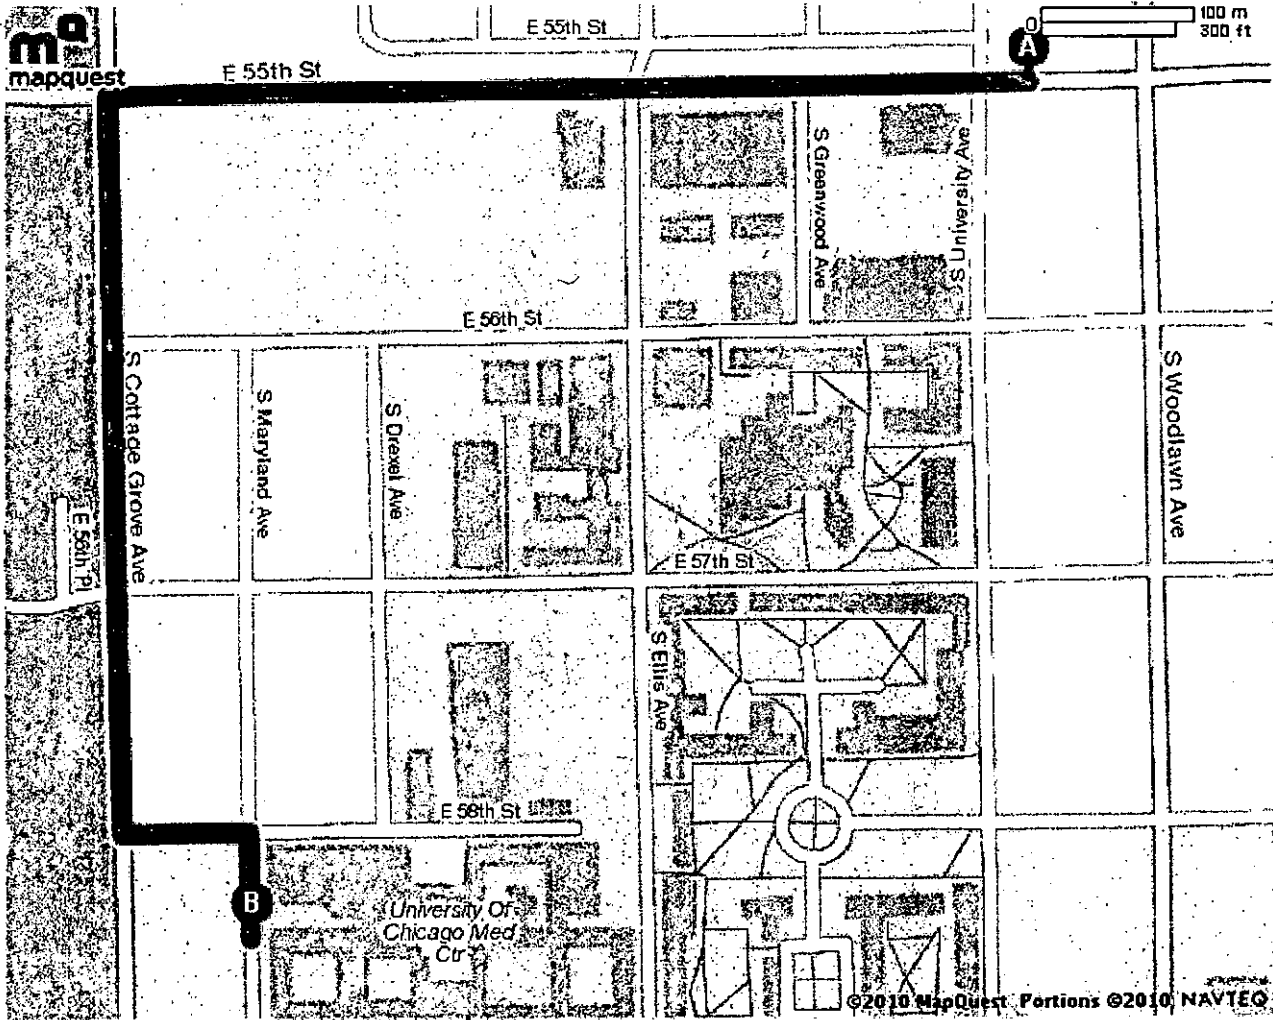 mq
mapquest
E 55th St
0
100 m
300 ft
A
E 55th St
S Greenwood Ave
S University Ave
E 56th St
S Cottage Grove Ave
S Maryland Ave
S Drexel Ave
S Woodlawn Ave
E 56th Pl
E 57th St
S Ellis Ave
E 58th St
B
University Of
Chicago Med
Ctr
©2010 MapQuest Portions ©2010 NAVTEQ